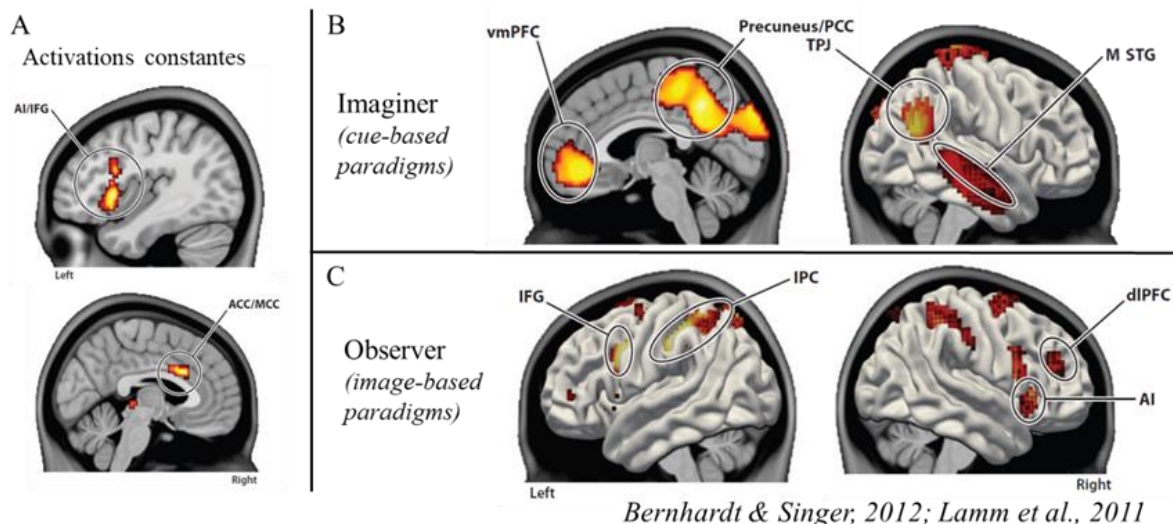 A
Activations constantes
AI/IFG
Left
ACC/MCC
Right
B
Imaginer
(cue-based
paradigms)
vmPFC
Precuneus/PCC
TPJ
M STG
C
Observer
(image-based
paradigms)
IFG
IPC
dlPFC
AI
Left
Right
Bernhardt & Singer, 2012; Lamm et al., 2011